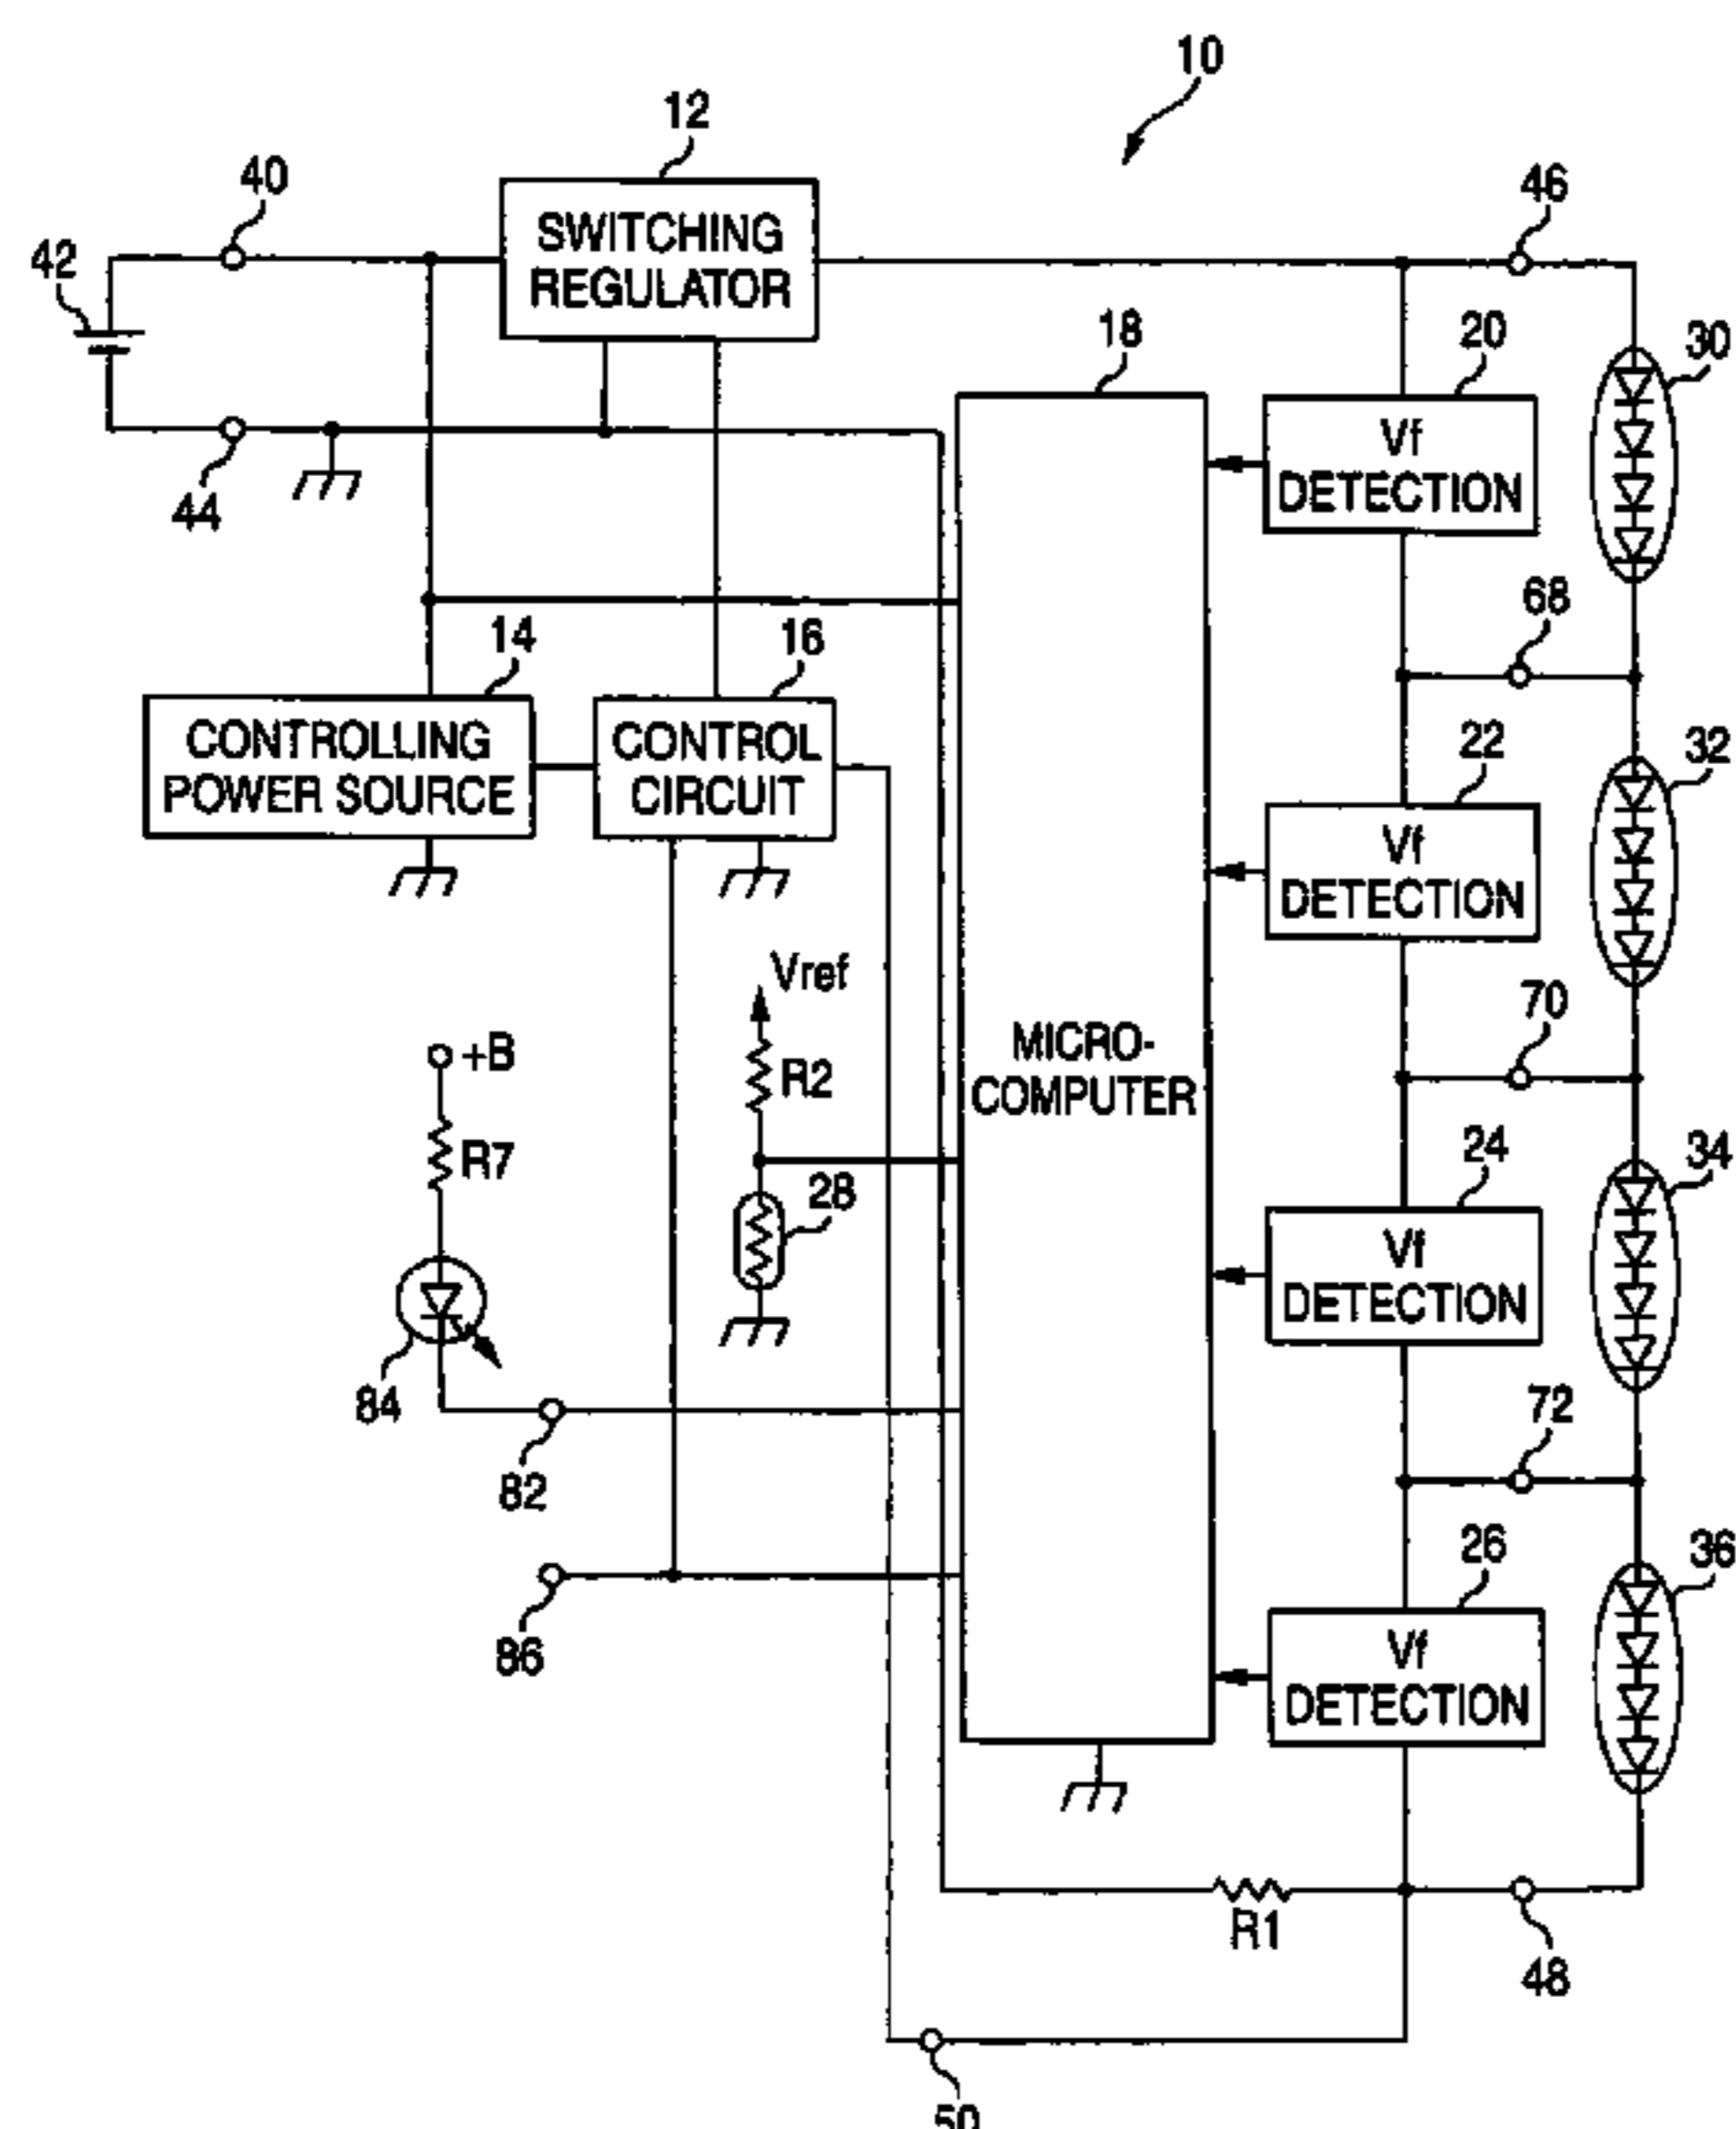 10
12
40
46
42
SWITCHING
REGULATOR
18
20
30
Vf
DETECTION
44
68
14
16
22
32
CONTROLLING
POWER SOURCE
CONTROL
CIRCUIT
Vf
DETECTION
Vref
70
+B
R2
MICRO-
COMPUTER
R7
24
34
28
Vf
DETECTION
84
72
82
26
36
86
Vf
DETECTION
R1
48
50